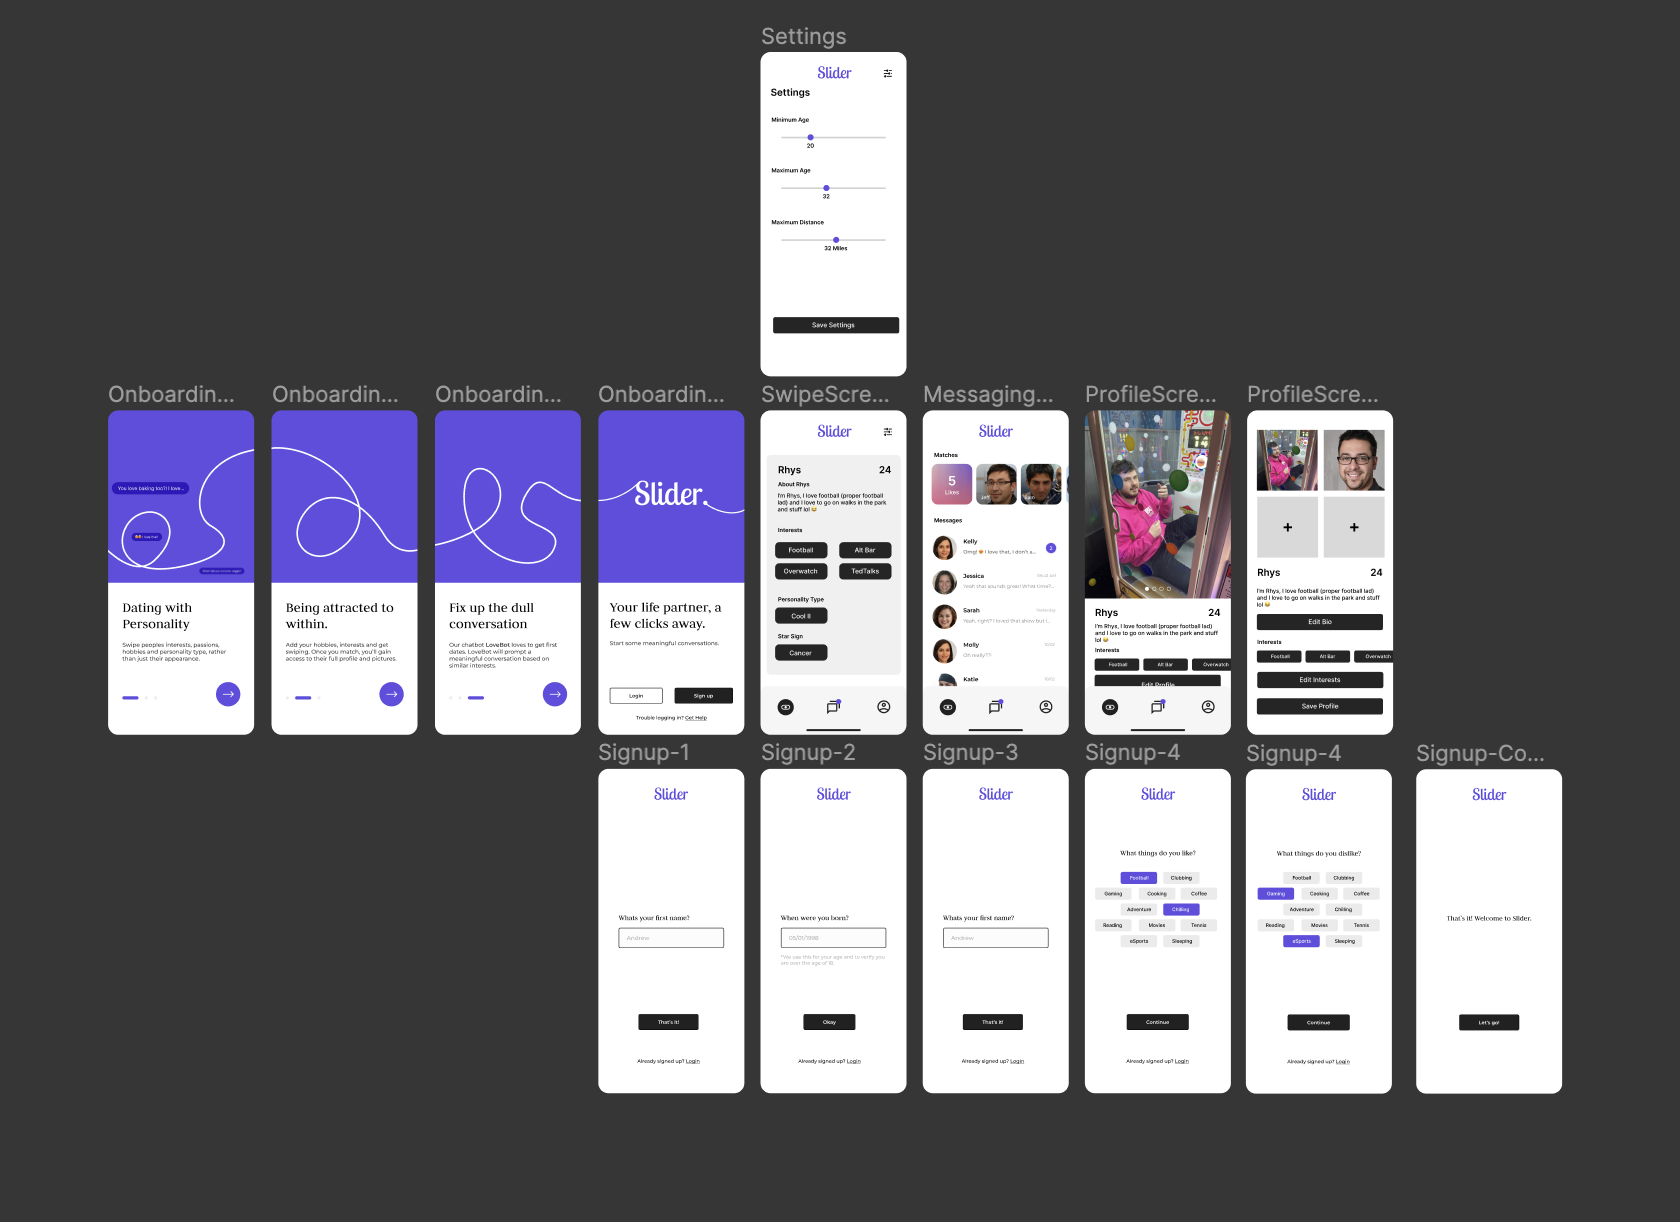 Settings
Slider
Settings
Minimum Age
20
Maximum Age
32
Maximum Distance
32 Miles
Save Settings
Onboardin...
Onboardin...
Onboardin...
Onboardin...
SwipeScre...
Messaging...
ProfileScre...
ProfileScre...
You love baking too?! I love...
Dating with
Personality
Swipe peoples interests, passions,
hobbies and personality type, rather
than just their appearance.
Being attracted to
within.
Add your hobbies, interests and get
swiping. Once you match, you'll gain
access to their full profile and pictures.
Fix up the dull
conversation
Our chatbot LoveBot loves to get first
dates. LoveBot will prompt a
meaningful conversation based on
similar interests.
Slider.
Your life partner, a
few clicks away.
Start some meaningful conversations.
Login
Sign up
Trouble logging in? Get Help
Slider
Rhys 24
About Rhys
I'm Rhys, I love football (proper football
lad) and I love to go on walks in the park
and stuff lol 😂
Interests
Football Alt Bar
Overwatch TedTalks
Personality Type
Cool II
Star Sign
Cancer
Slider
Matches
5
Likes
Jeff
Messages
Kelly
Omg! 😍 I love that, I don't a...
Jessica
Yeah that sounds great! What time?...
Sarah
Yesterday
Yeah, right? I loved that show but I...
Molly
Oh really??!
Katie
Rhys 24
I'm Rhys, I love football (proper football lad)
and I love to go on walks in the park and stuff
lol 😂
Interests
Football Alt Bar Overwatch
Edit Profile
+ +
Rhys 24
I'm Rhys, I love football (proper football lad)
and I love to go on walks in the park and stuff
lol 😂
Edit Bio
Interests
Football Alt Bar Overwatch
Edit Interests
Save Profile
Signup-1
Signup-2
Signup-3
Signup-4
Signup-4
Signup-Co...
Slider
Whats your first name?
Andrew
That's it!
Already signed up? Login
Slider
When were you born?
05/01/1998
*We use this for your age and to verify you
are over the age of 18.
Okay
Already signed up? Login
Slider
Whats your first name?
Andrew
That's it!
Already signed up? Login
Slider
What things do you like?
Football Clubbing
Gaming Cooking Coffee
Adventure Chilling
Reading Movies Tennis
eSports Sleeping
Continue
Already signed up? Login
Slider
What things do you dislike?
Football Clubbing
Gaming Cooking Coffee
Adventure Chilling
Reading Movies Tennis
eSports Sleeping
Continue
Already signed up? Login
Slider
That's it! Welcome to Slider.
Let's go!